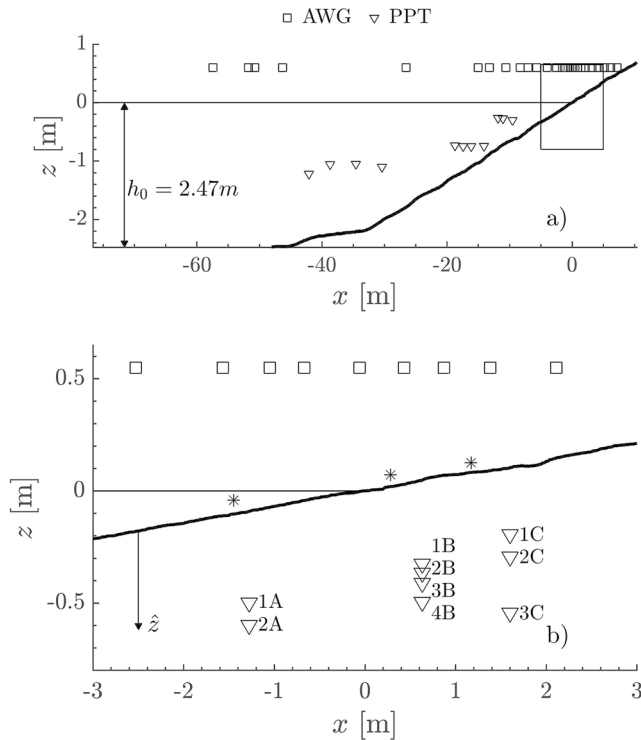 □ AWG ▽ PPT
1
0
-1
-2
z [m]
h₀ = 2.47m
a)
-60 -40 -20 0
x [m]
0.5
0
-0.5
z [m]
ẑ
1A
2A
1B
2B
3B
4B
1C
2C
3C
b)
-3 -2 -1 0 1 2 3
x [m]